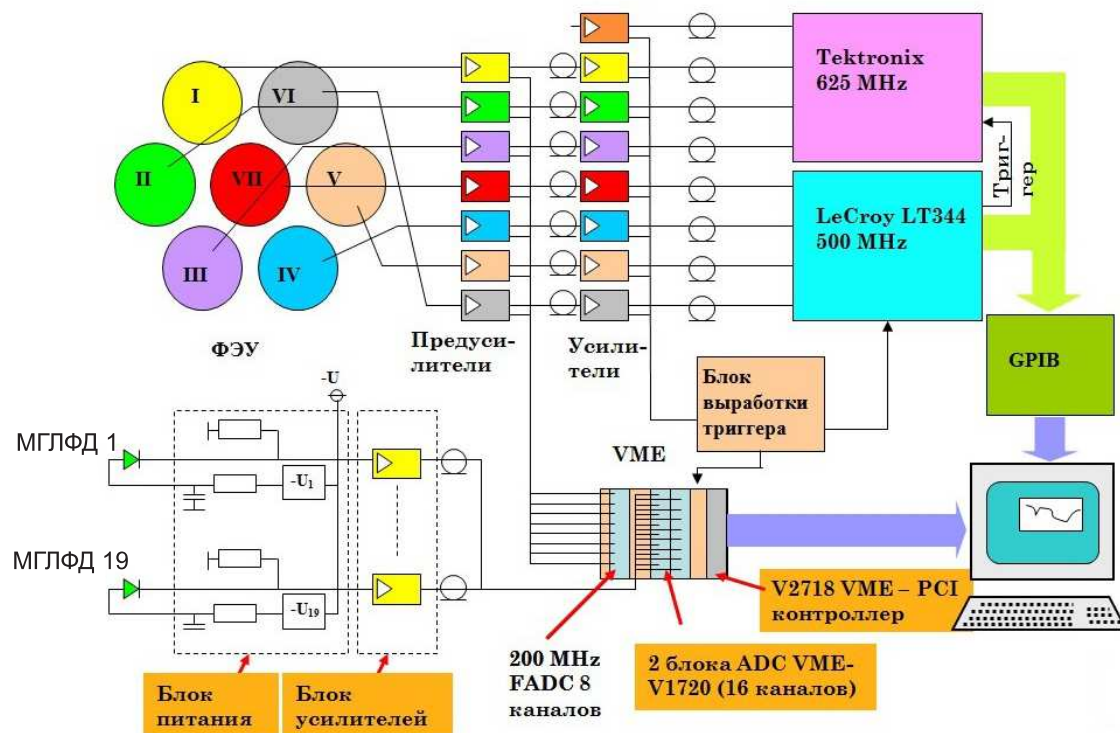 I
VI
II
VII
V
III
IV
ФЭУ
Предуси-
лители
Усили-
тели
Tektronix
625 MHz
LeCroy LT344
500 MHz
Триг-
гер
GPIB
Блок
выработки
триггера
VME
-U
МГЛФД 1
-U1
МГЛФД 19
-U19
V2718 VME – PCI
контроллер
200 MHz
FADC 8
каналов
2 блока ADC VME-
V1720 (16 каналов)
Блок
питания
Блок
усилителей